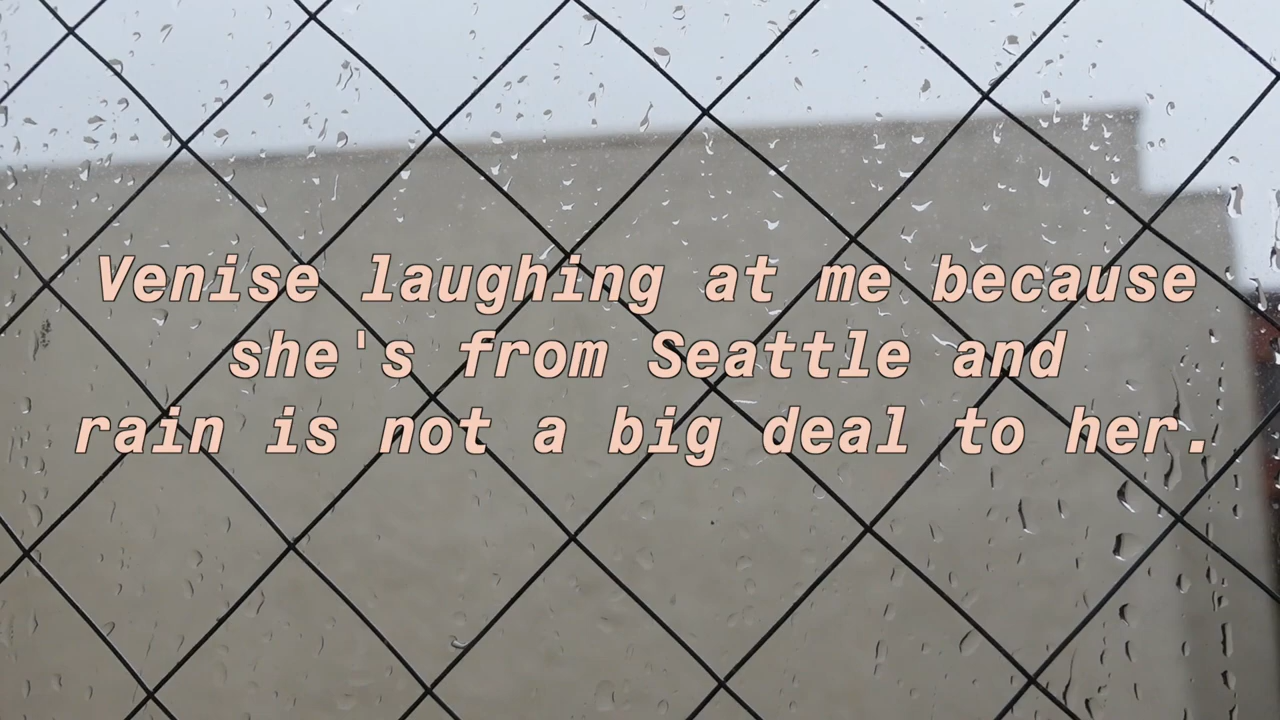 Venise laughing at me because
she's from Seattle and
rain is not a big deal to her.